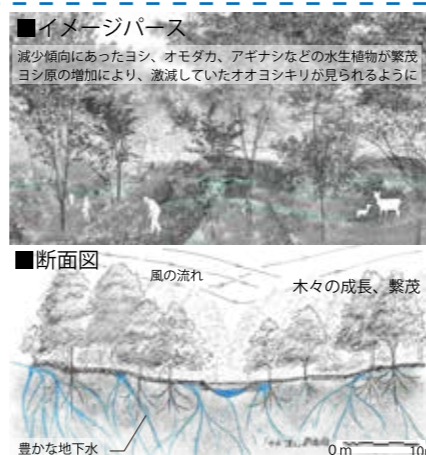 ■イメージパース
減少傾向にあったヨシ、オモダカ、アギナシなどの水生植物が繁茂
ヨシ原の増加により、激減していたオオヨシキリが見られるように
■断面図
風の流れ
木々の成長、繁茂
豊かな地下水
0m